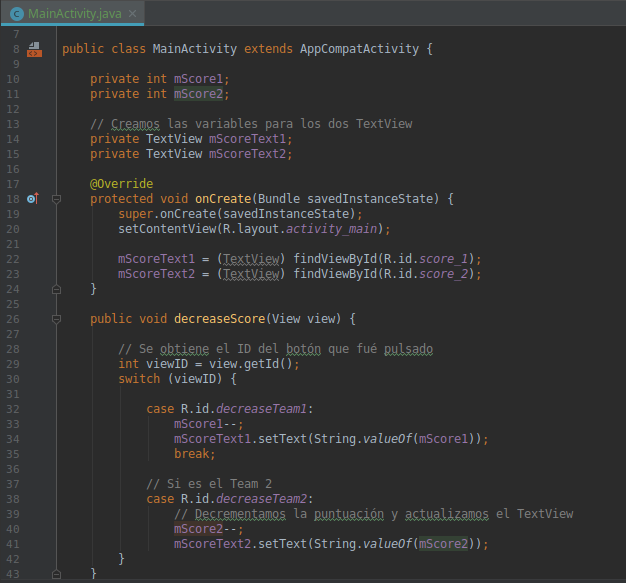 MainActivity.java
7
8 public class MainActivity extends AppCompatActivity {
9
10 private int mScore1;
11 private int mScore2;
12
13 // Creamos las variables para los dos TextView
14 private TextView mScoreText1;
15 private TextView mScoreText2;
16
17 @Override
18 protected void onCreate(Bundle savedInstanceState) {
19 super.onCreate(savedInstanceState);
20 setContentView(R.layout.activity_main);
21
22 mScoreText1 = (TextView) findViewById(R.id.score_1);
23 mScoreText2 = (TextView) findViewById(R.id.score_2);
24 }
25
26 public void decreaseScore(View view) {
27
28 // Se obtiene el ID del botón que fué pulsado
29 int viewID = view.getId();
30 switch (viewID) {
31
32 case R.id.decreaseTeam1:
33 mScore1--;
34 mScoreText1.setText(String.valueOf(mScore1));
35 break;
36
37 // Si es el Team 2
38 case R.id.decreaseTeam2:
39 // Decrementamos la puntuación y actualizamos el TextView
40 mScore2--;
41 mScoreText2.setText(String.valueOf(mScore2));
42 }
43 }